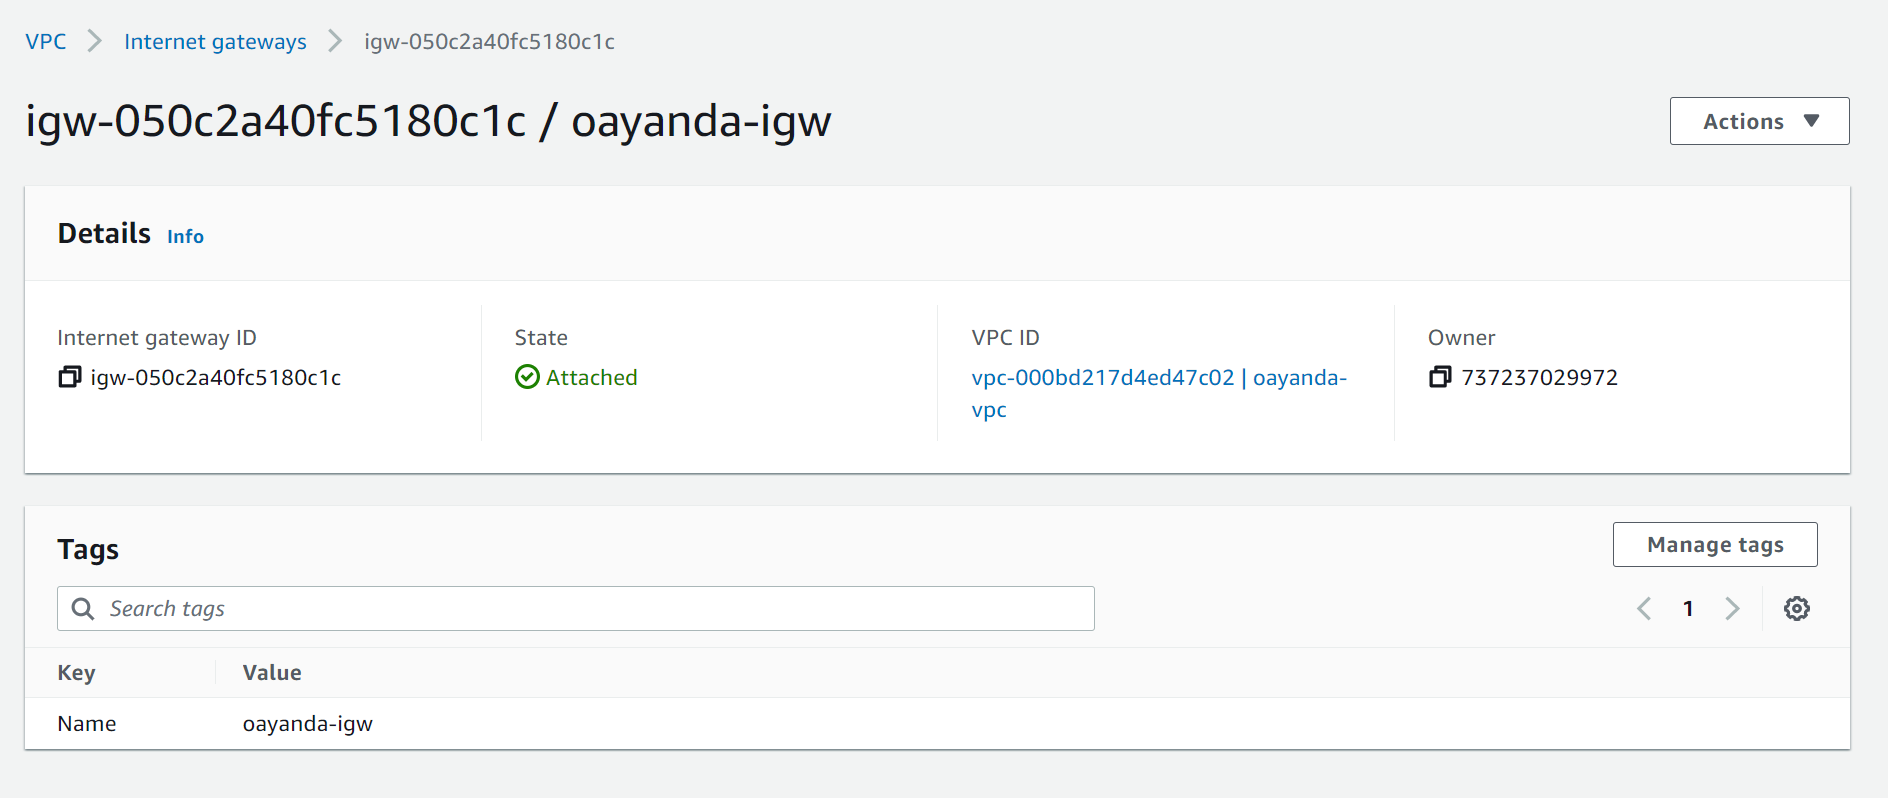 VPC > Internet gateways > igw-050c2a40fc5180c1c
igw-050c2a40fc5180c1c / oayanda-igw
Actions
Details Info
Internet gateway ID
igw-050c2a40fc5180c1c
State
Attached
VPC ID
vpc-000bd217d4ed47c02 | oayanda-
vpc
Owner
737237029972
Tags
Manage tags
Search tags
1
Key Value
Name oayanda-igw